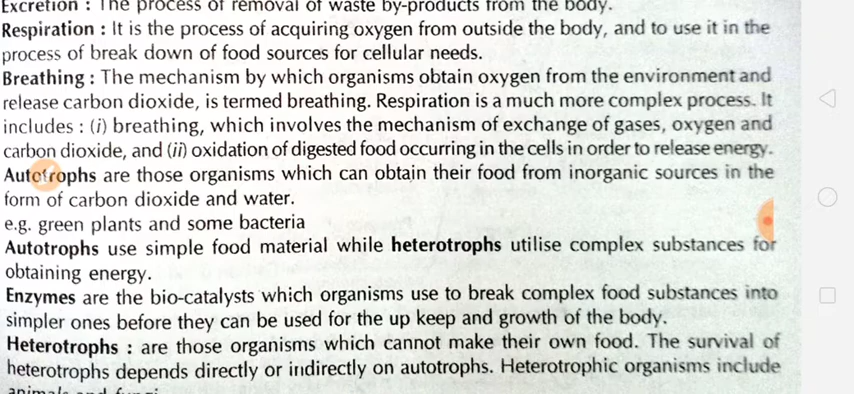 Excretion : The process of removal of waste by-products from the body.
Respiration : It is the process of acquiring oxygen from outside the body, and to use it in the
process of break down of food sources for cellular needs.
Breathing : The mechanism by which organisms obtain oxygen from the environment and
release carbon dioxide, is termed breathing. Respiration is a much more complex process. It
includes : (i) breathing, which involves the mechanism of exchange of gases, oxygen and
carbon dioxide, and (ii) oxidation of digested food occurring in the cells in order to release energy.
Autotrophs are those organisms which can obtain their food from inorganic sources in the
form of carbon dioxide and water.
e.g. green plants and some bacteria
Autotrophs use simple food material while heterotrophs utilise complex substances for
obtaining energy.
Enzymes are the bio-catalysts which organisms use to break complex food substances into
simpler ones before they can be used for the up keep and growth of the body.
Heterotrophs : are those organisms which cannot make their own food. The survival of
heterotrophs depends directly or indirectly on autotrophs. Heterotrophic organisms include
animals and fungi